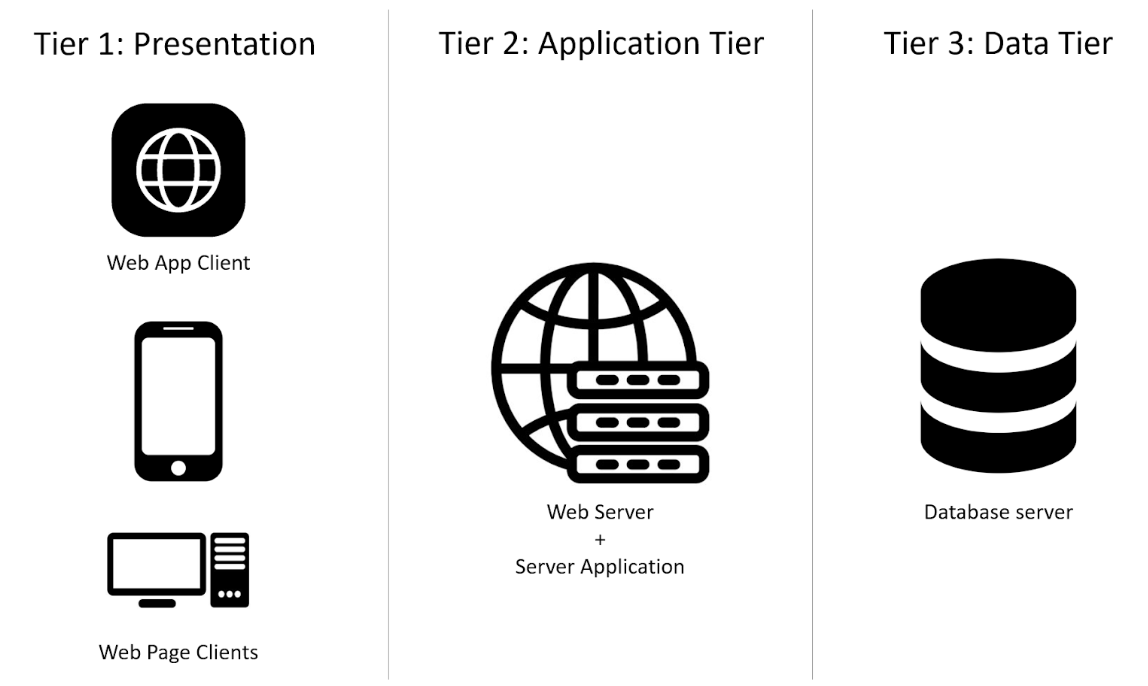 Tier 1: Presentation
Web App Client
Web Page Clients
Tier 2: Application Tier
Web Server
+
Server Application
Tier 3: Data Tier
Database server